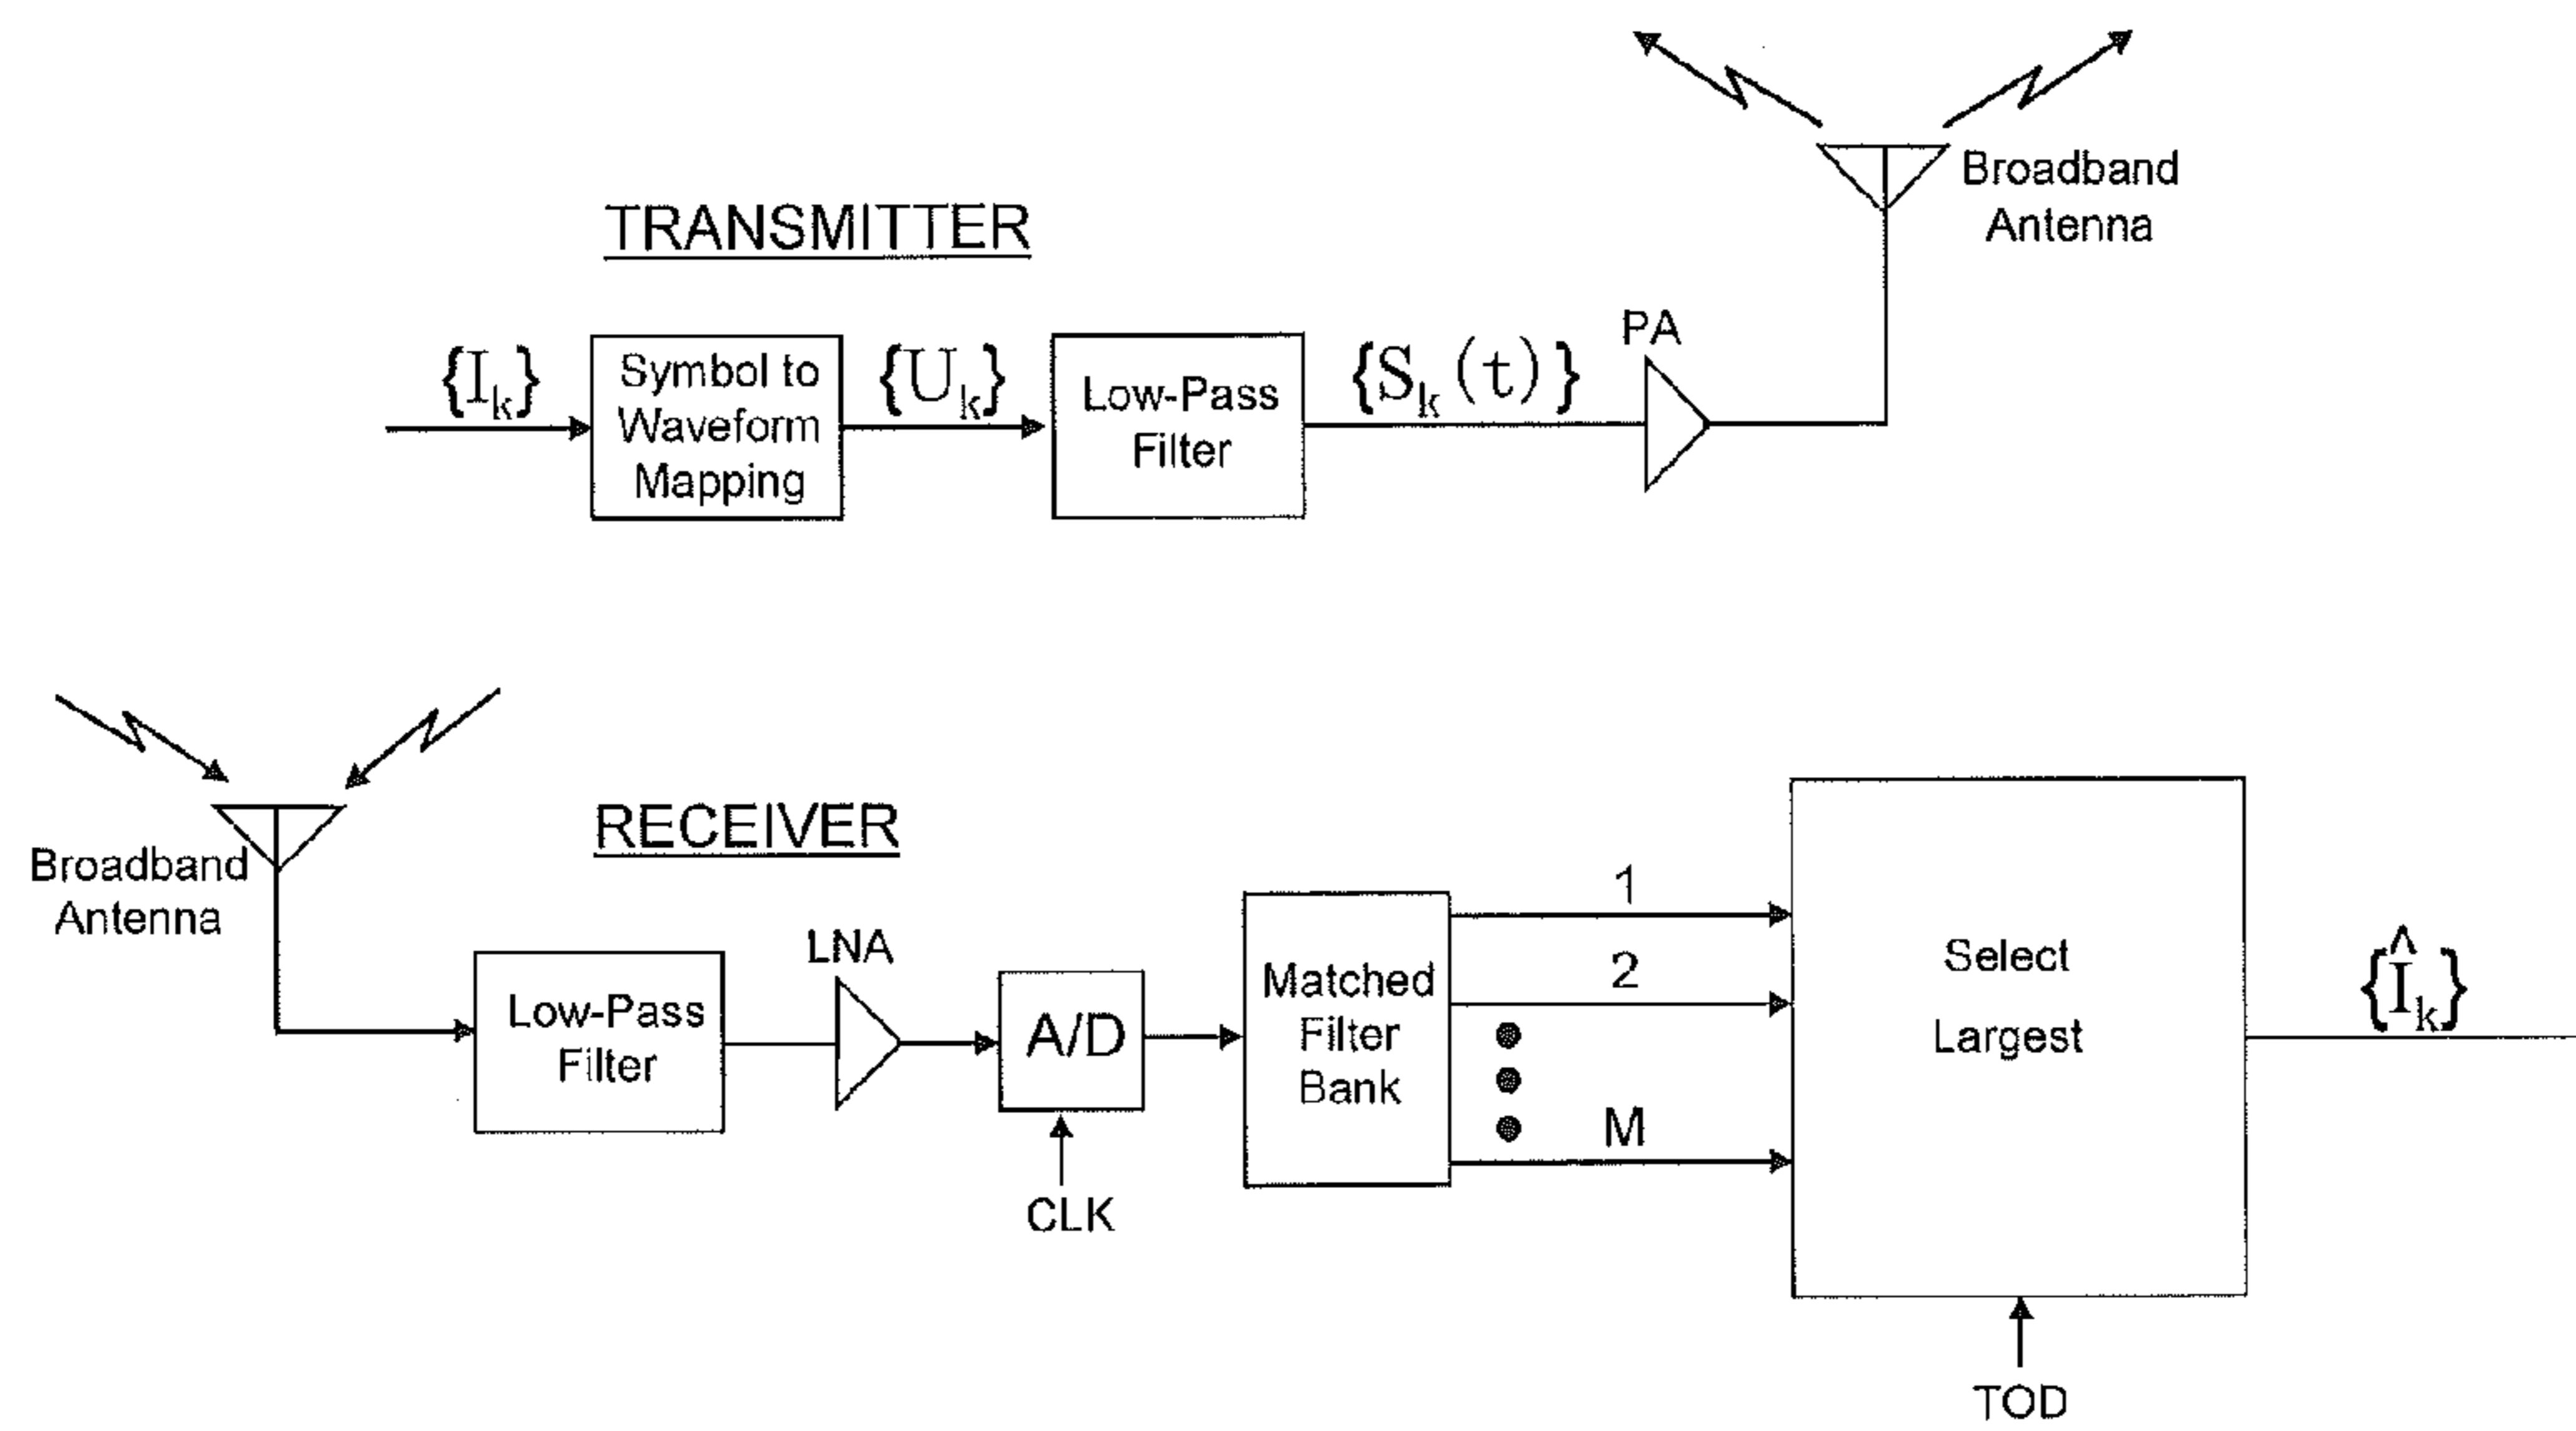 TRANSMITTER
Broadband
Antenna
PA
{I_k}
Symbol to
Waveform
Mapping
{U_k}
Low-Pass
Filter
{S_k(t)}
RECEIVER
Broadband
Antenna
Low-Pass
Filter
LNA
A/D
CLK
Matched
Filter
Bank
1
2
M
Select
Largest
TOD
{Î_k}